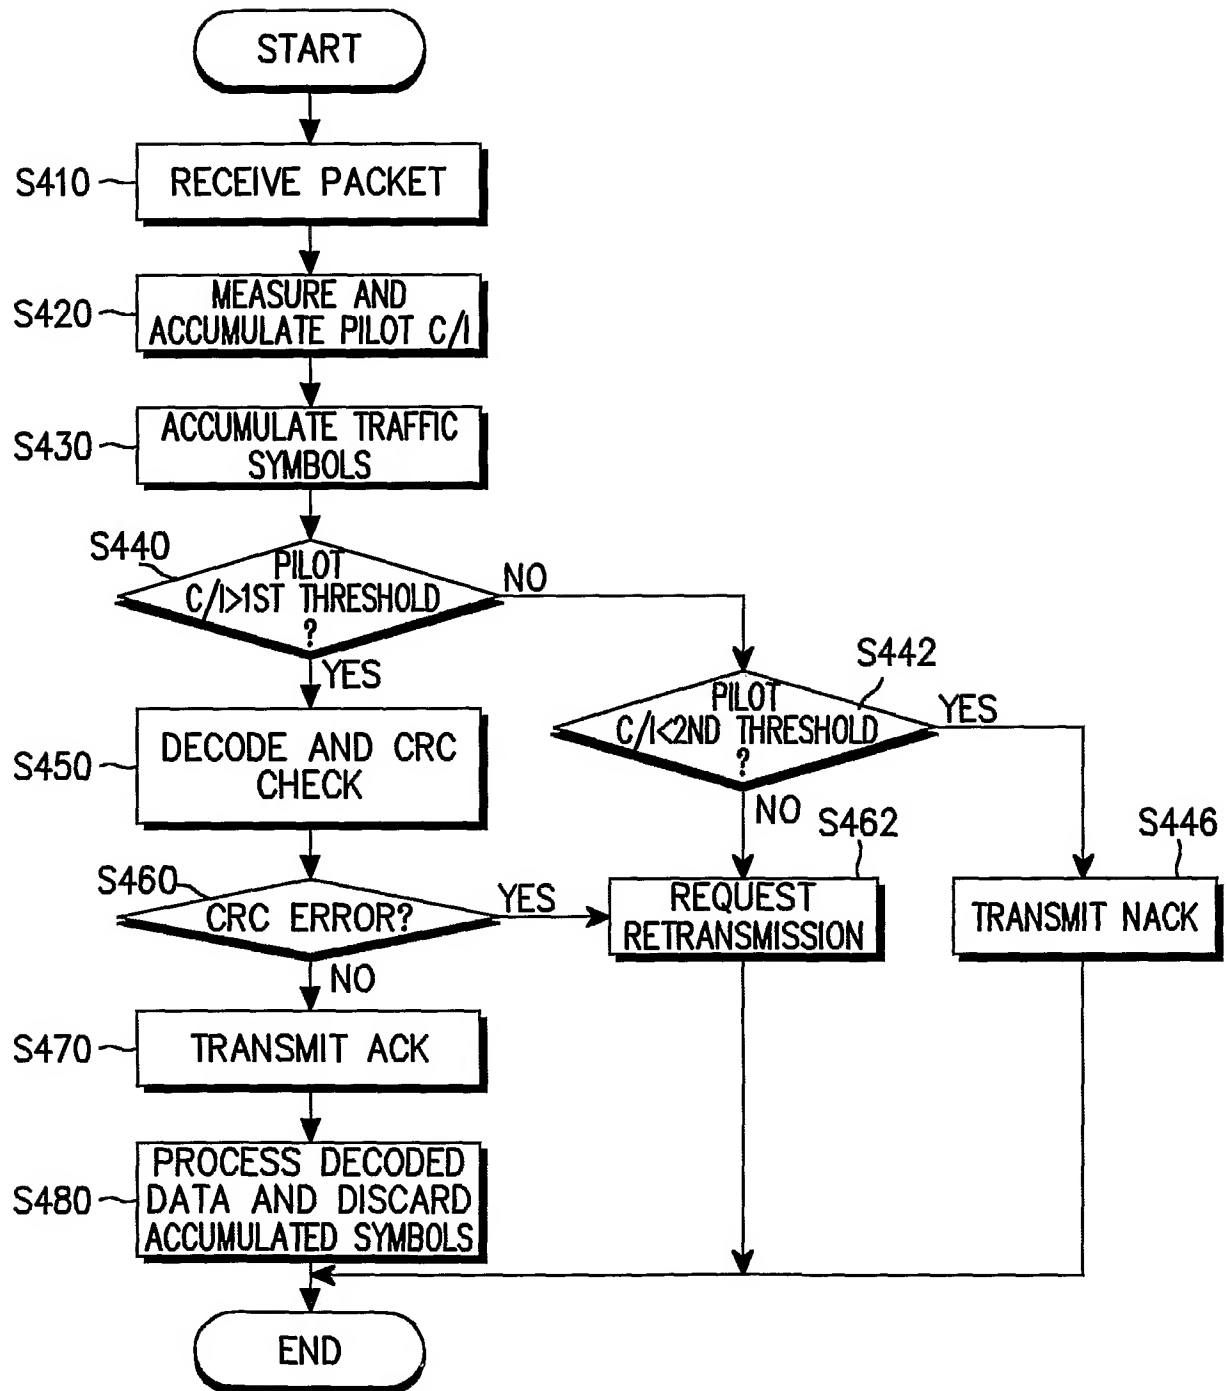 START
S410
RECEIVE PACKET
S420
MEASURE AND
ACCUMULATE PILOT C/I
S430
ACCUMULATE TRAFFIC
SYMBOLS
S440
PILOT
C/I>1ST THRESHOLD
?
NO
YES
S442
PILOT
C/I<2ND THRESHOLD
?
YES
NO
S450
DECODE AND CRC
CHECK
S460
CRC ERROR?
YES
NO
S462
REQUEST
RETRANSMISSION
S446
TRANSMIT NACK
S470
TRANSMIT ACK
S480
PROCESS DECODED
DATA AND DISCARD
ACCUMULATED SYMBOLS
END